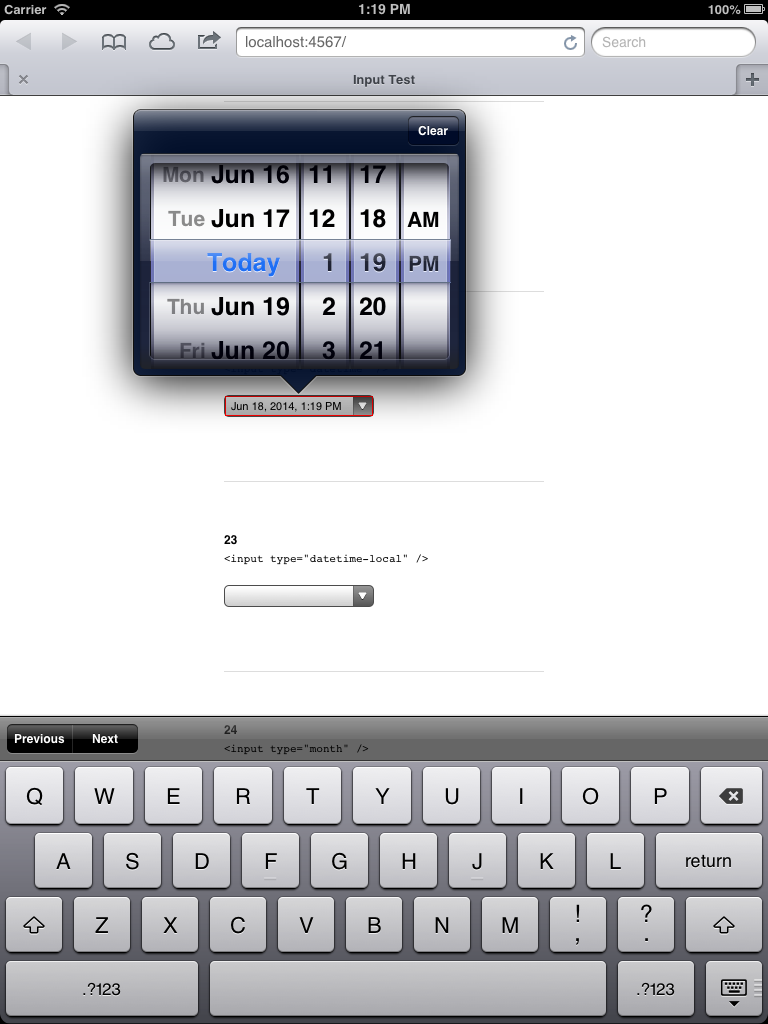 Carrier 1:19 PM 100%
localhost:4567/ Search
Input Test
Clear
Mon Jun 16 11 17
Tue Jun 17 12 18 AM
Today 1 19 PM
Thu Jun 19 2 20
Fri Jun 20 3 21
Jun 18, 2014, 1:19 PM
23
<input type="datetime-local" />
24
Previous Next
<input type="month" />
Q W E R T Y U I O P
A S D F G H J K L return
Z X C V B N M ! , ? .
.?123 .?123